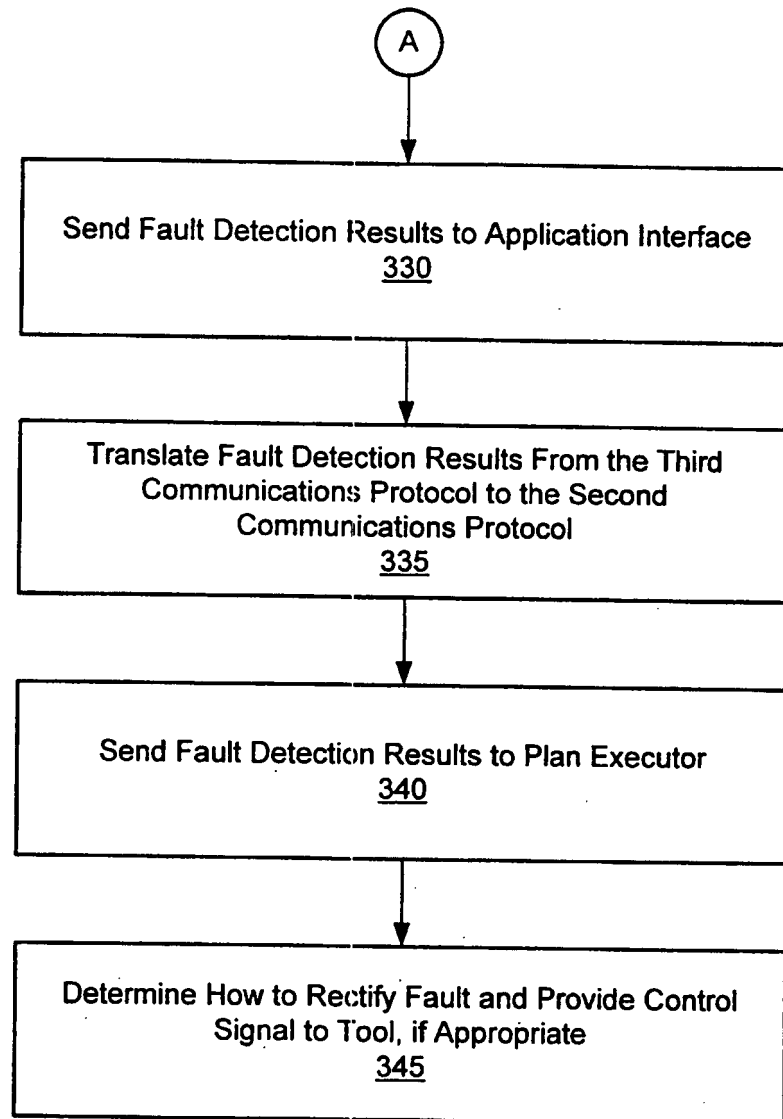 A
Send Fault Detection Results to Application Interface
330
Translate Fault Detection Results From the Third
Communications Protocol to the Second
Communications Protocol
335
Send Fault Detection Results to Plan Executor
340
Determine How to Rectify Fault and Provide Control
Signal to Tool, if Appropriate
345